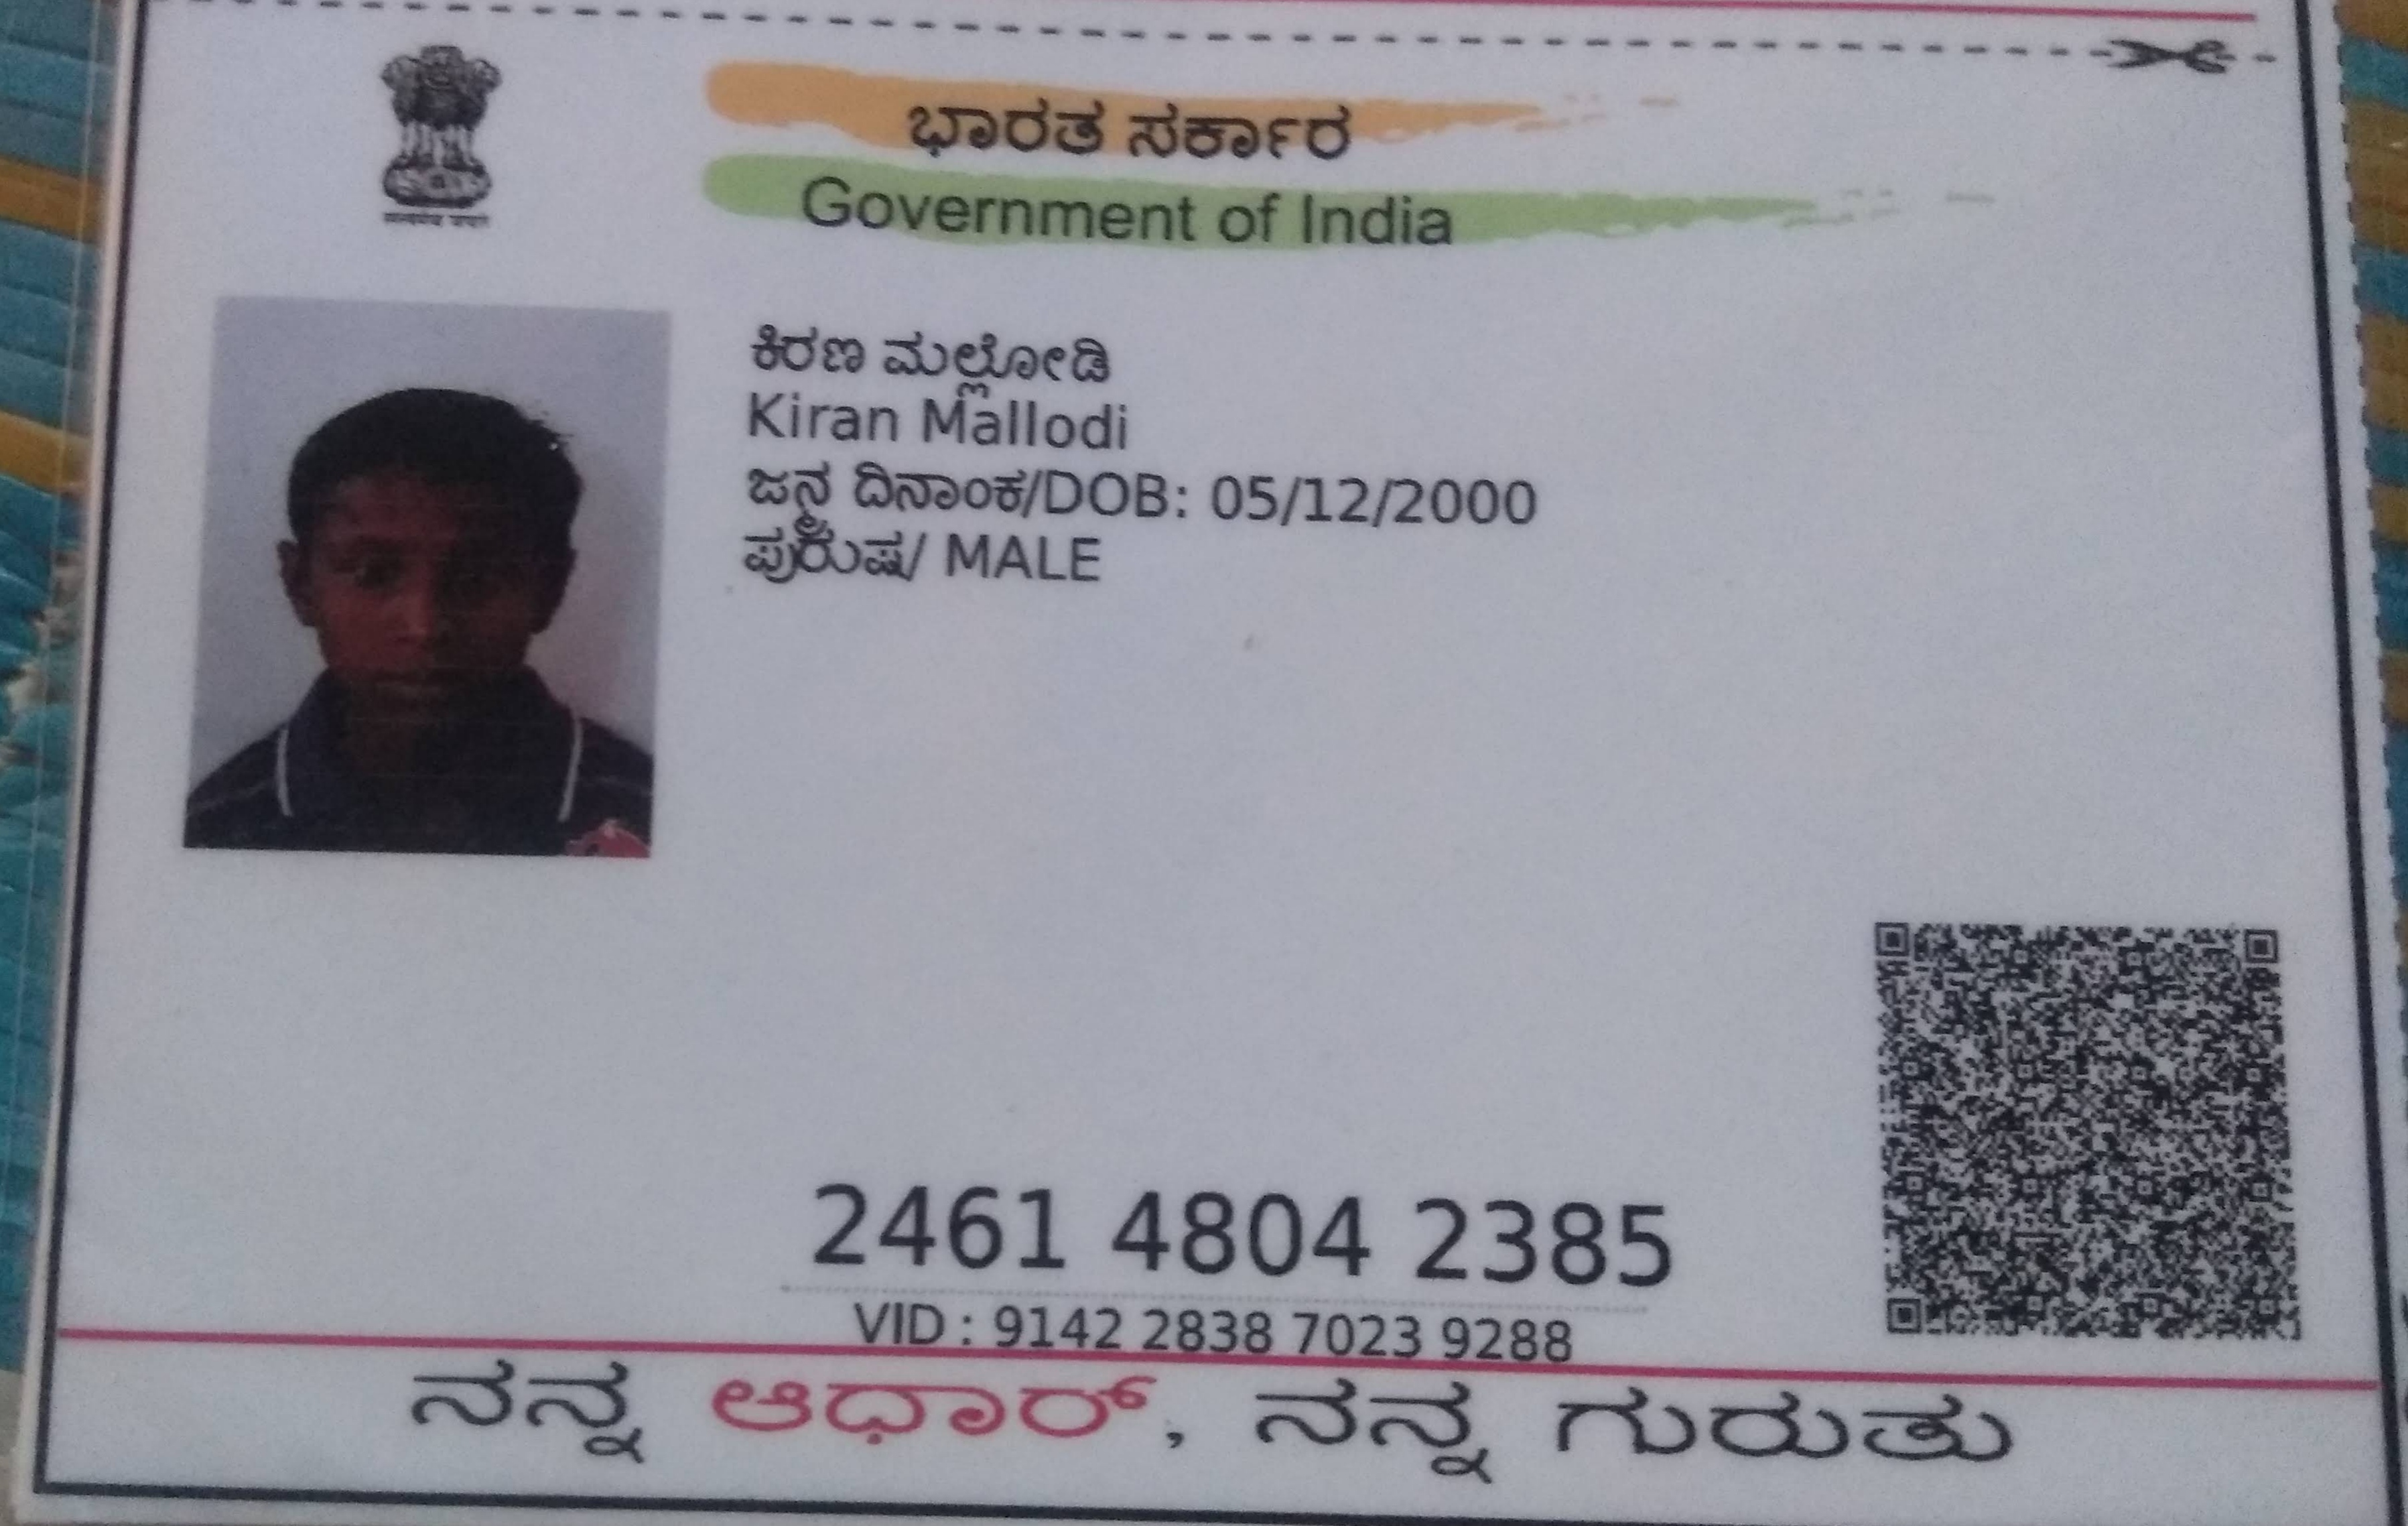 ಭಾರತ ಸರ್ಕಾರ
Government of India
ಕಿರಣ ಮಲ್ಲೋಡಿ
Kiran Mallodi
ಜನ್ಮ ದಿನಾಂಕ/DOB: 05/12/2000
ಪುರುಷ/ MALE
2461 4804 2385
VID : 9142 2838 7023 9288
ನನ್ನ ಆಧಾರ್, ನನ್ನ ಗುರುತು